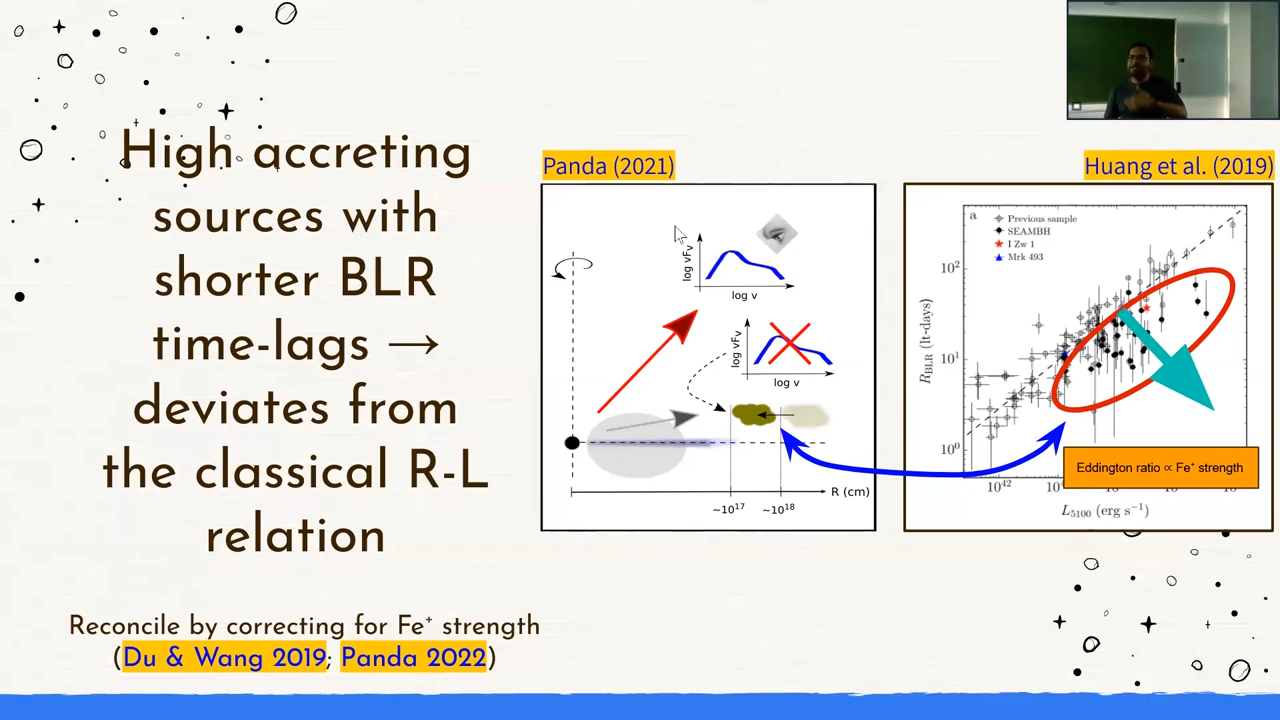 High accreting
sources with
shorter BLR
time-lags →
deviates from
the classical R-L
relation
Reconcile by correcting for Fe⁺ strength
(Du & Wang 2019; Panda 2022)
Panda (2021)
log νFν
log ν
log νFν
log ν
R (cm)
~10¹⁷
~10¹⁸
Huang et al. (2019)
a
Previous sample
SEAMBH
I Zw 1
Mrk 493
10²
10¹
10⁰
R_BLR (lt-days)
Eddington ratio ∝ Fe⁺ strength
10⁴²
L₅₁₀₀ (erg s⁻¹)